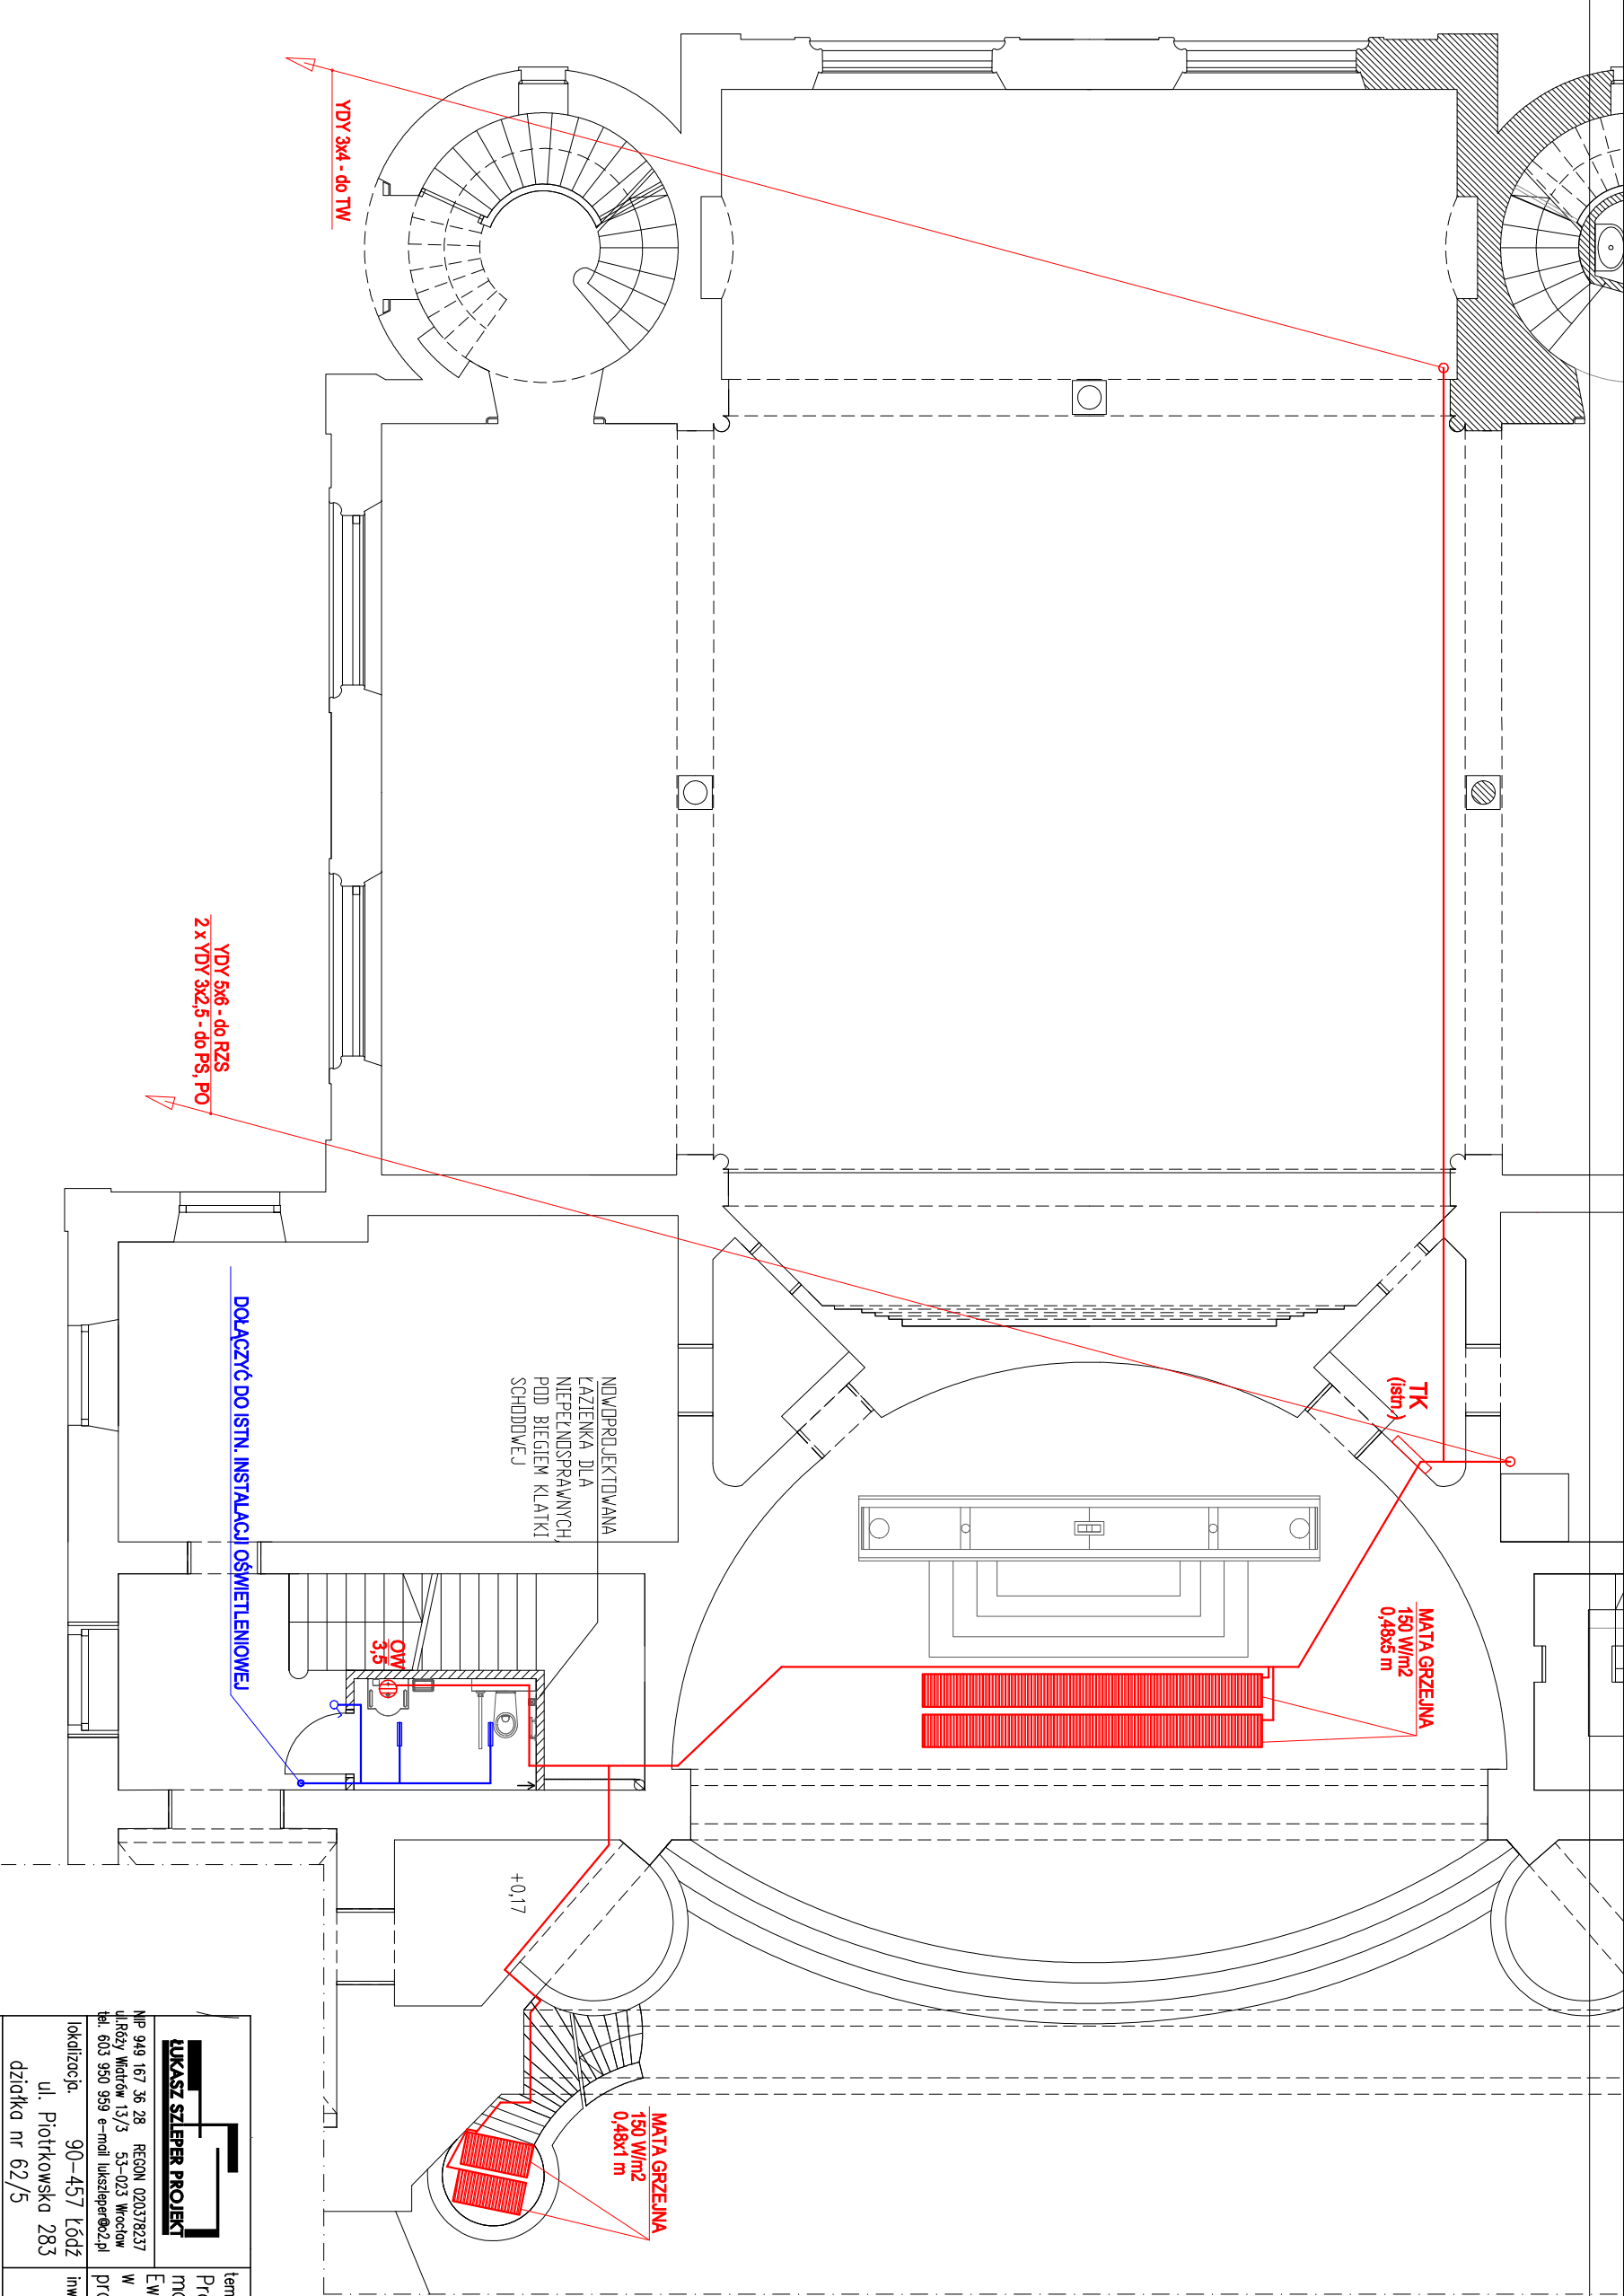 YDY 3x4 - do TW
YDY 5x6 - do RZS
2 x YDY 3x2,5 - do PS, PO
TK
(istn.)
MATA GRZEJNA
150 W/m2
0,48x5 m
NOWOPROJEKTOWANA
ŁAZIENKA DLA
NIEPEŁNOSPRAWNYCH,
POD BIEGIEM KLATKI
SCHODOWEJ
DOŁĄCZYĆ DO ISTN. INSTALACJI OŚWIETLENIOWEJ
OW
3,5
+0,17
MATA GRZEJNA
150 W/m2
0,48x1 m
ŁUKASZ SZLEPER PROJEKT
NIP 949 167 36 28 REGON 020378237
ul.Róży Wiatrów 13/3 53-023 Wrocław
tel. 603 950 959 e-mail lukszleper@o2.pl
lokalizacja. 90-457 Łódź
ul. Piotrkowska 283
działka nr 62/5